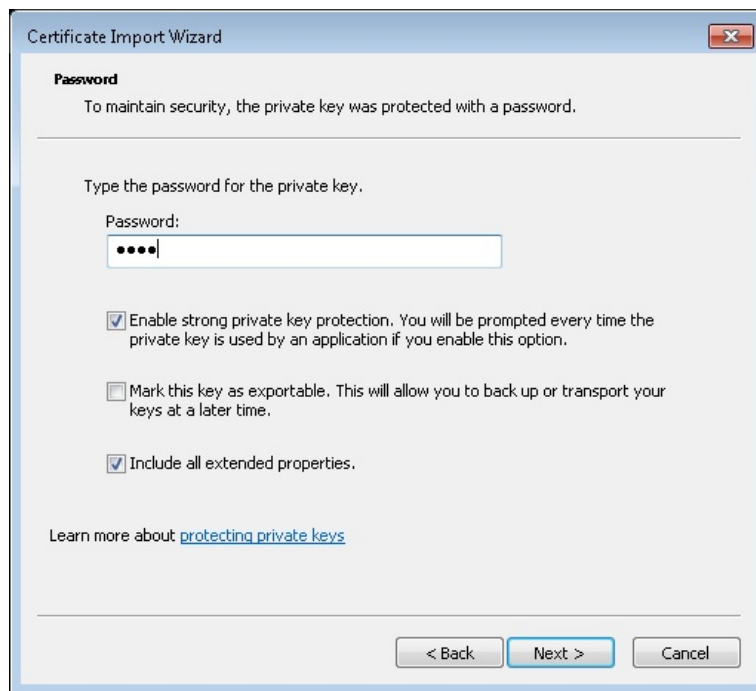 Certificate Import Wizard
Password
To maintain security, the private key was protected with a password.
Type the password for the private key.
Password:
••••
Enable strong private key protection. You will be prompted every time the
private key is used by an application if you enable this option.
Mark this key as exportable. This will allow you to back up or transport your
keys at a later time.
Include all extended properties.
Learn more about protecting private keys
< Back Next > Cancel